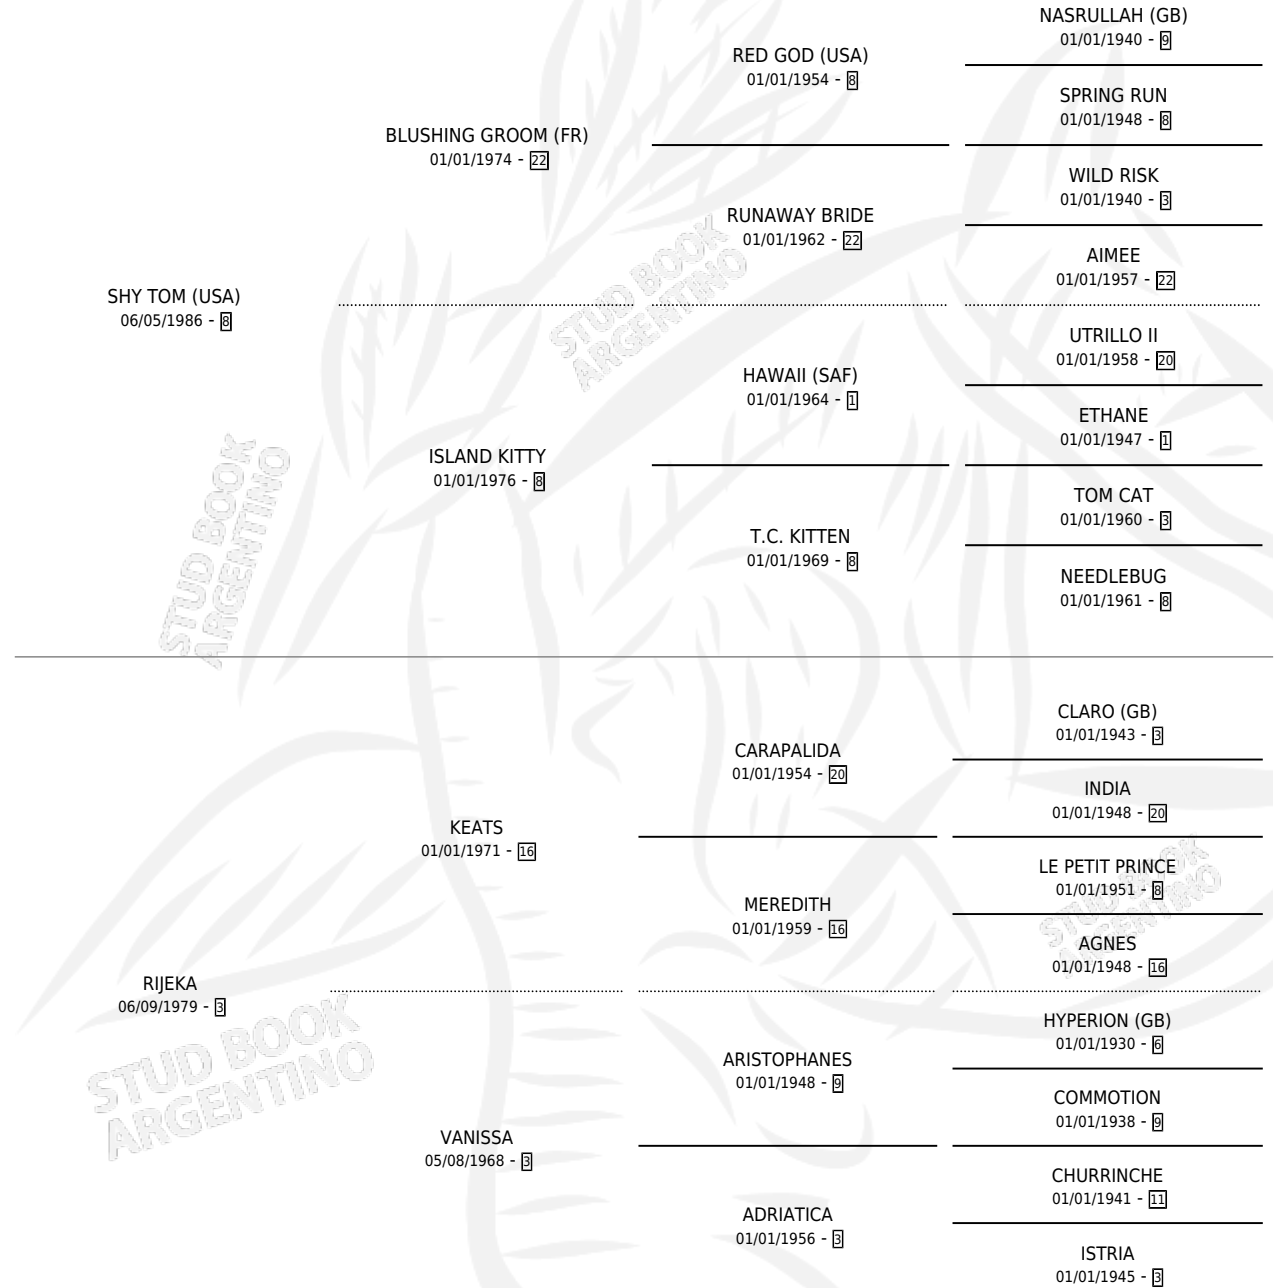 NASRULLAH (GB)
01/01/1940 - 9
RED GOD (USA)
01/01/1954 - 8
SPRING RUN
01/01/1948 - 8
BLUSHING GROOM (FR)
01/01/1974 - 22
WILD RISK
01/01/1940 - 3
RUNAWAY BRIDE
01/01/1962 - 22
AIMEE
01/01/1957 - 22
SHY TOM (USA)
06/05/1986 - 8
UTRILLO II
01/01/1958 - 20
HAWAII (SAF)
01/01/1964 - 1
ETHANE
01/01/1947 - 1
ISLAND KITTY
01/01/1976 - 8
TOM CAT
01/01/1960 - 3
T.C. KITTEN
01/01/1969 - 8
NEEDLEBUG
01/01/1961 - 8
CLARO (GB)
01/01/1943 - 3
CARAPALIDA
01/01/1954 - 20
INDIA
01/01/1948 - 20
KEATS
01/01/1971 - 16
LE PETIT PRINCE
01/01/1951 - 8
MEREDITH
01/01/1959 - 16
AGNES
01/01/1948 - 16
RIJEKA
06/09/1979 - 3
HYPERION (GB)
01/01/1930 - 6
ARISTOPHANES
01/01/1948 - 9
COMMOTION
01/01/1938 - 9
VANISSA
05/08/1968 - 3
CHURRINCHE
01/01/1941 - 11
ADRIATICA
01/01/1956 - 3
ISTRIA
01/01/1945 - 3
STUD BOOK
ARGENTINO
STUD BOOK
ARGENTINO
STUD BOOK
ARGENTINO
STUD BOOK
ARGENTINO